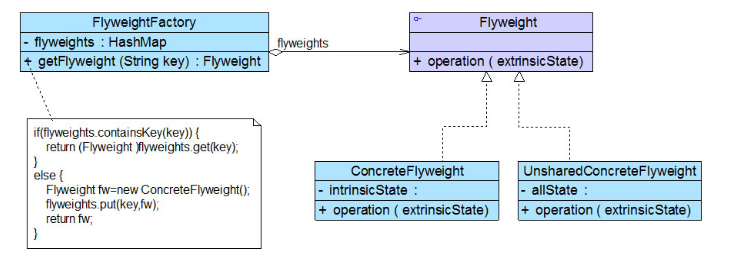 FlyweightFactory
- flyweights : HashMap
+ getFlyweight (String key) : Flyweight
flyweights
Flyweight
+ operation ( extrinsicState)
if(flyweights.containsKey(key)) {
return (Flyweight )flyweights.get(key);
}
else {
Flyweight fw=new ConcreteFlyweight();
flyweights.put(key,fw);
return fw;
}
ConcreteFlyweight
- intrinsicState :
+ operation ( extrinsicState)
UnsharedConcreteFlyweight
- allState :
+ operation ( extrinsicState)